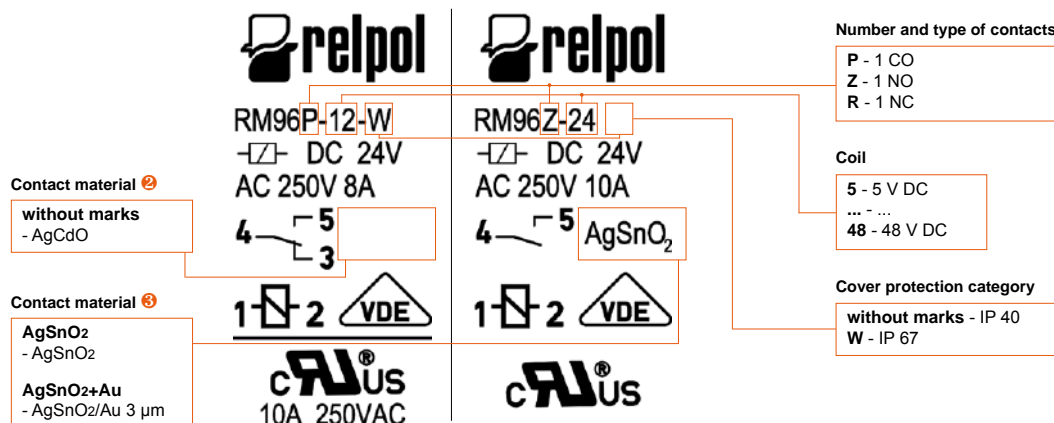 Contact material ❷
without marks
- AgCdO
Contact material ❸
AgSnO2
- AgSnO2
AgSnO2+Au
- AgSnO2/Au 3 µm
relpol
RM96P-12-W
DC 24V
AC 250V 8A
4 5
3
1 2 VDE
c RU ® US
10A 250VAC
relpol
RM96Z-24
DC 24V
AC 250V 10A
4 5 AgSnO2
1 2 VDE
c RU ® US
Number and type of contacts
P - 1 CO
Z - 1 NO
R - 1 NC
Coil
5 - 5 V DC
... - ...
48 - 48 V DC
Cover protection category
without marks - IP 40
W - IP 67